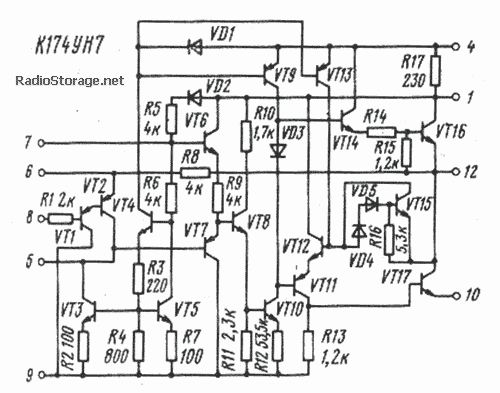 К174УН7
RadioStorage.net
VD1
VT9
VT13
R17
230
4
VD2
R5
4к
VT6
R10
1,7к
VD3
VT14
R14
R15
1,2к
VT16
1
7
6
R8
4к
12
VT2
VT4
R6
4к
R9
4к
VT8
VT7
VD5
VT15
8
R1 2к
VT1
VT12
R16
5,3к
VD4
5
R3
220
VT11
VT17
VT3
VT5
VT10
10
R2 100
R4
800
R7
100
R11 2,3к
R12 53,5к
R13
1,2к
9